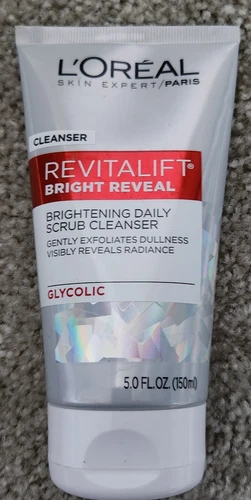 L'ORÉAL
SKIN EXPERT/PARIS
CLEANSER
REVITALIFT®
BRIGHT REVEAL
BRIGHTENING DAILY
SCRUB CLEANSER
GENTLY EXFOLIATES DULLNESS
VISIBLY REVEALS RADIANCE
GLYCOLIC
5.0 FL.OZ. (150ml)